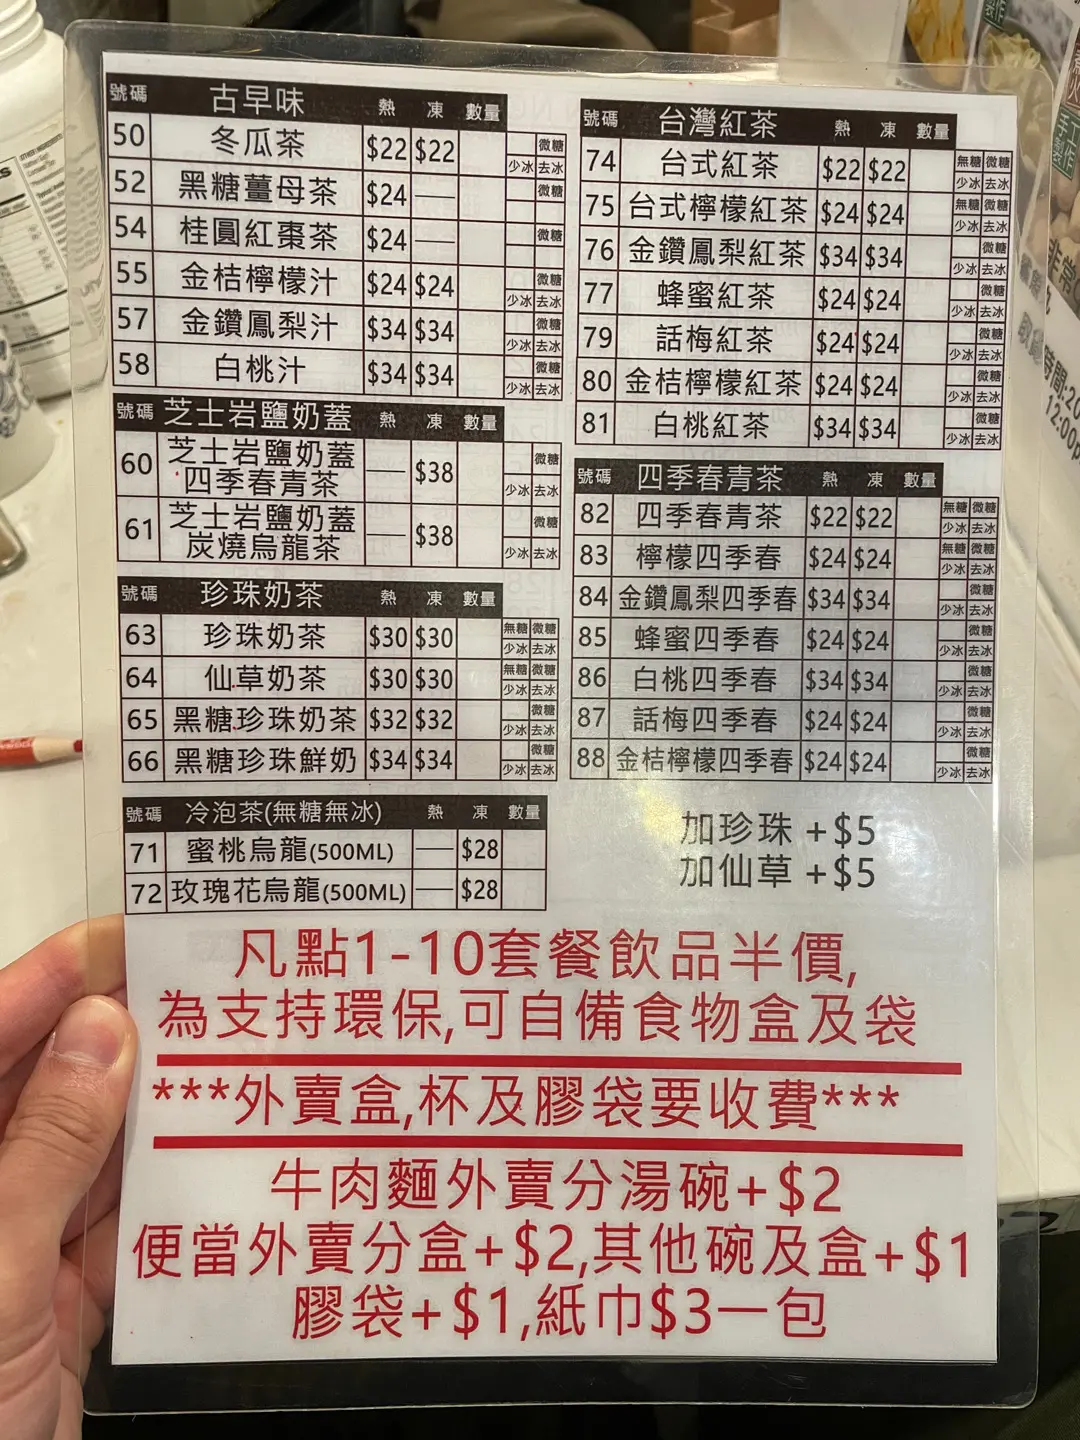 號碼 古早味 熱 凍 數量
50 冬瓜茶 $22 $22 微糖 少冰 去冰
52 黑糖薑母茶 $24 — 微糖
54 桂圓紅棗茶 $24 — 微糖
55 金桔檸檬汁 $24 $24 微糖 少冰 去冰
57 金鑽鳳梨汁 $34 $34 微糖 少冰 去冰
58 白桃汁 $34 $34 微糖 少冰 去冰
號碼 芝士岩鹽奶蓋 熱 凍 數量
60 芝士岩鹽奶蓋 — $38 微糖
四季春青茶 少冰 去冰
61 芝士岩鹽奶蓋 — $38 微糖
炭燒烏龍茶 少冰 去冰
號碼 珍珠奶茶 熱 凍 數量
63 珍珠奶茶 $30 $30 無糖 微糖 少冰 去冰
64 仙草奶茶 $30 $30 無糖 微糖 少冰 去冰
65 黑糖珍珠奶茶 $32 $32 微糖 少冰 去冰
66 黑糖珍珠鮮奶 $34 $34 微糖 少冰 去冰
號碼 冷泡茶(無糖無冰) 熱 凍 數量
71 蜜桃烏龍(500ML) — $28
72 玫瑰花烏龍(500ML) — $28
號碼 台灣紅茶 熱 凍 數量
74 台式紅茶 $22 $22 無糖 微糖 少冰 去冰
75 台式檸檬紅茶 $24 $24 無糖 微糖 少冰 去冰
76 金鑽鳳梨紅茶 $34 $34 微糖 少冰 去冰
77 蜂蜜紅茶 $24 $24 微糖 少冰 去冰
79 話梅紅茶 $24 $24 微糖 少冰 去冰
80 金桔檸檬紅茶 $24 $24 微糖 少冰 去冰
81 白桃紅茶 $34 $34 微糖 少冰 去冰
號碼 四季春青茶 熱 凍 數量
82 四季春青茶 $22 $22 無糖 微糖 少冰 去冰
83 檸檬四季春 $24 $24 無糖 微糖 少冰 去冰
84 金鑽鳳梨四季春 $34 $34 微糖 少冰 去冰
85 蜂蜜四季春 $24 $24 微糖 少冰 去冰
86 白桃四季春 $34 $34 微糖 少冰 去冰
87 話梅四季春 $24 $24 微糖 少冰 去冰
88 金桔檸檬四季春 $24 $24 微糖 少冰 去冰
加珍珠 +$5
加仙草 +$5
凡點1-10套餐飲品半價,
為支持環保,可自備食物盒及袋
***外賣盒,杯及膠袋要收費***
牛肉麵外賣分湯碗+$2
便當外賣分盒+$2,其他碗及盒+$1
膠袋+$1,紙巾$3一包
手工製作
非常
時間:20
12:00p